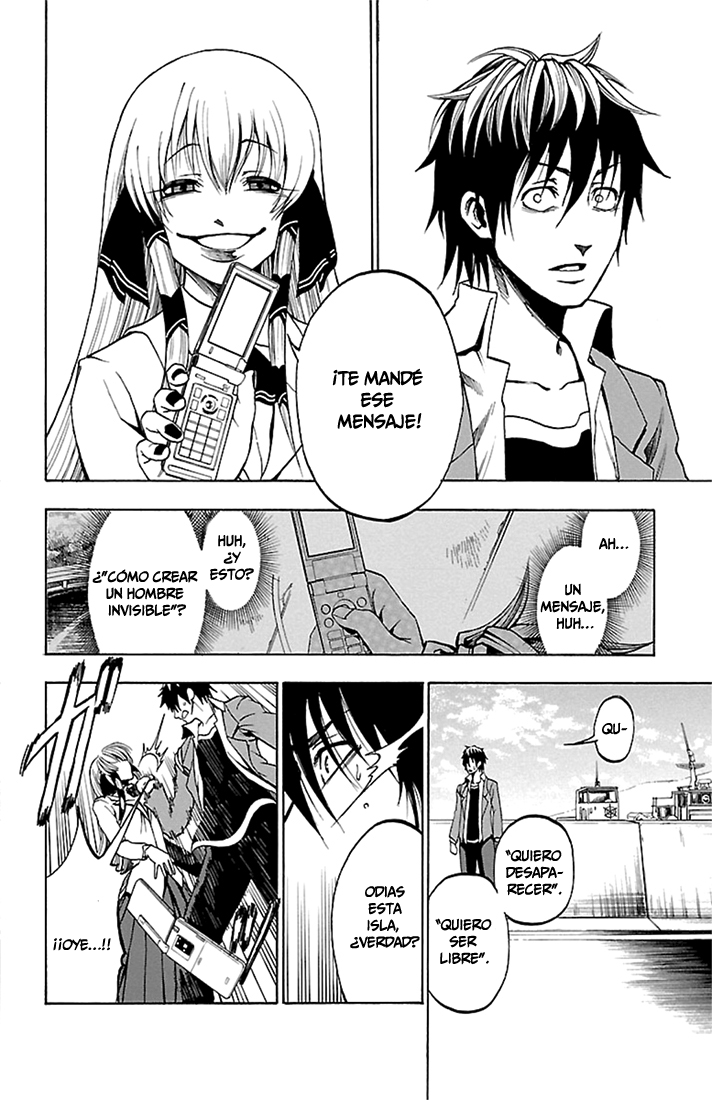 ¡TE MANDÉ
ESE
MENSAJE!
AH...
UN
MENSAJE,
HUH...
HUH,
¿Y
ESTO?
¿"CÓMO CREAR
UN HOMBRE
INVISIBLE"?
QU-
"QUIERO
DESAPA-
RECER".
"QUIERO
SER
LIBRE".
ODIAS
ESTA
ISLA,
¿VERDAD?
¡¡OYE...!!